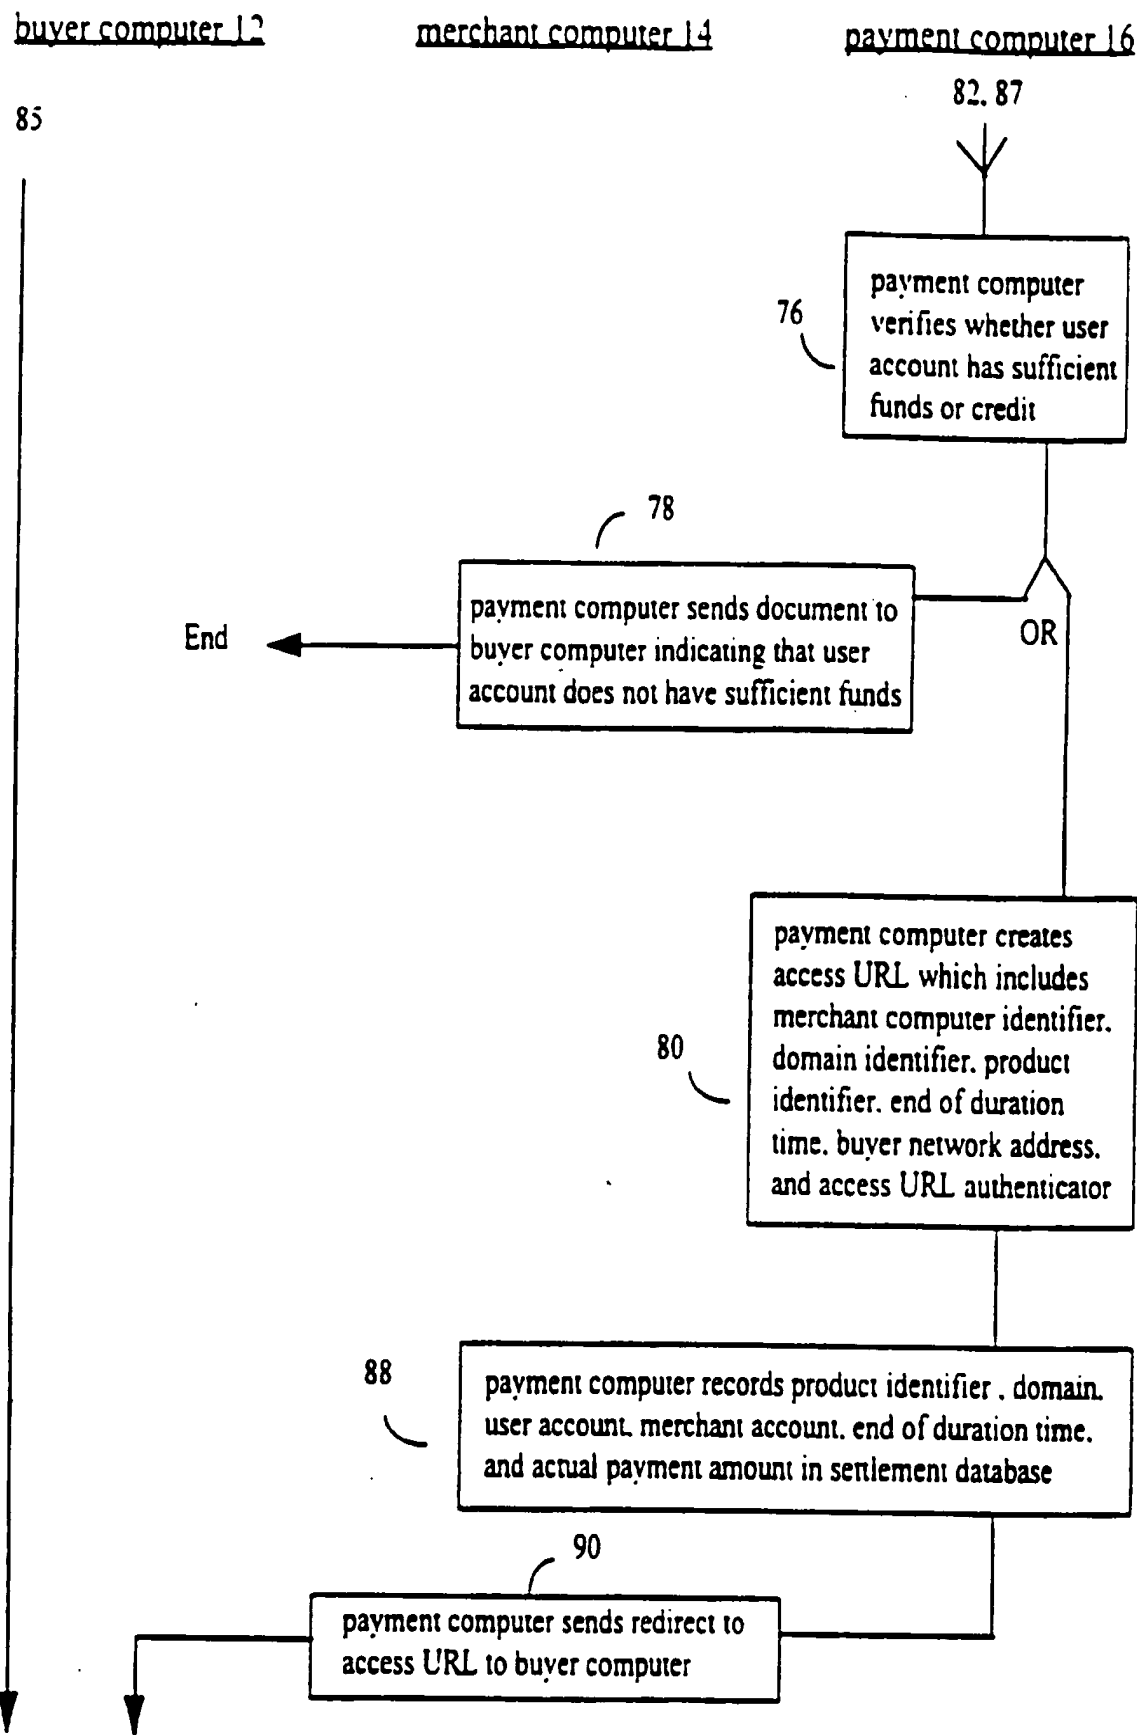 buyer computer 12
merchant computer 14
payment computer 16
82. 87
85
payment computer
verifies whether user
account has sufficient
funds or credit
76
78
payment computer sends document to
buyer computer indicating that user
account does not have sufficient funds
End
OR
payment computer creates
access URL which includes
merchant computer identifier.
domain identifier. product
identifier. end of duration
time. buyer network address.
and access URL authenticator
80
88
payment computer records product identifier . domain.
user account. merchant account. end of duration time.
and actual payment amount in settlement database
90
payment computer sends redirect to
access URL to buyer computer